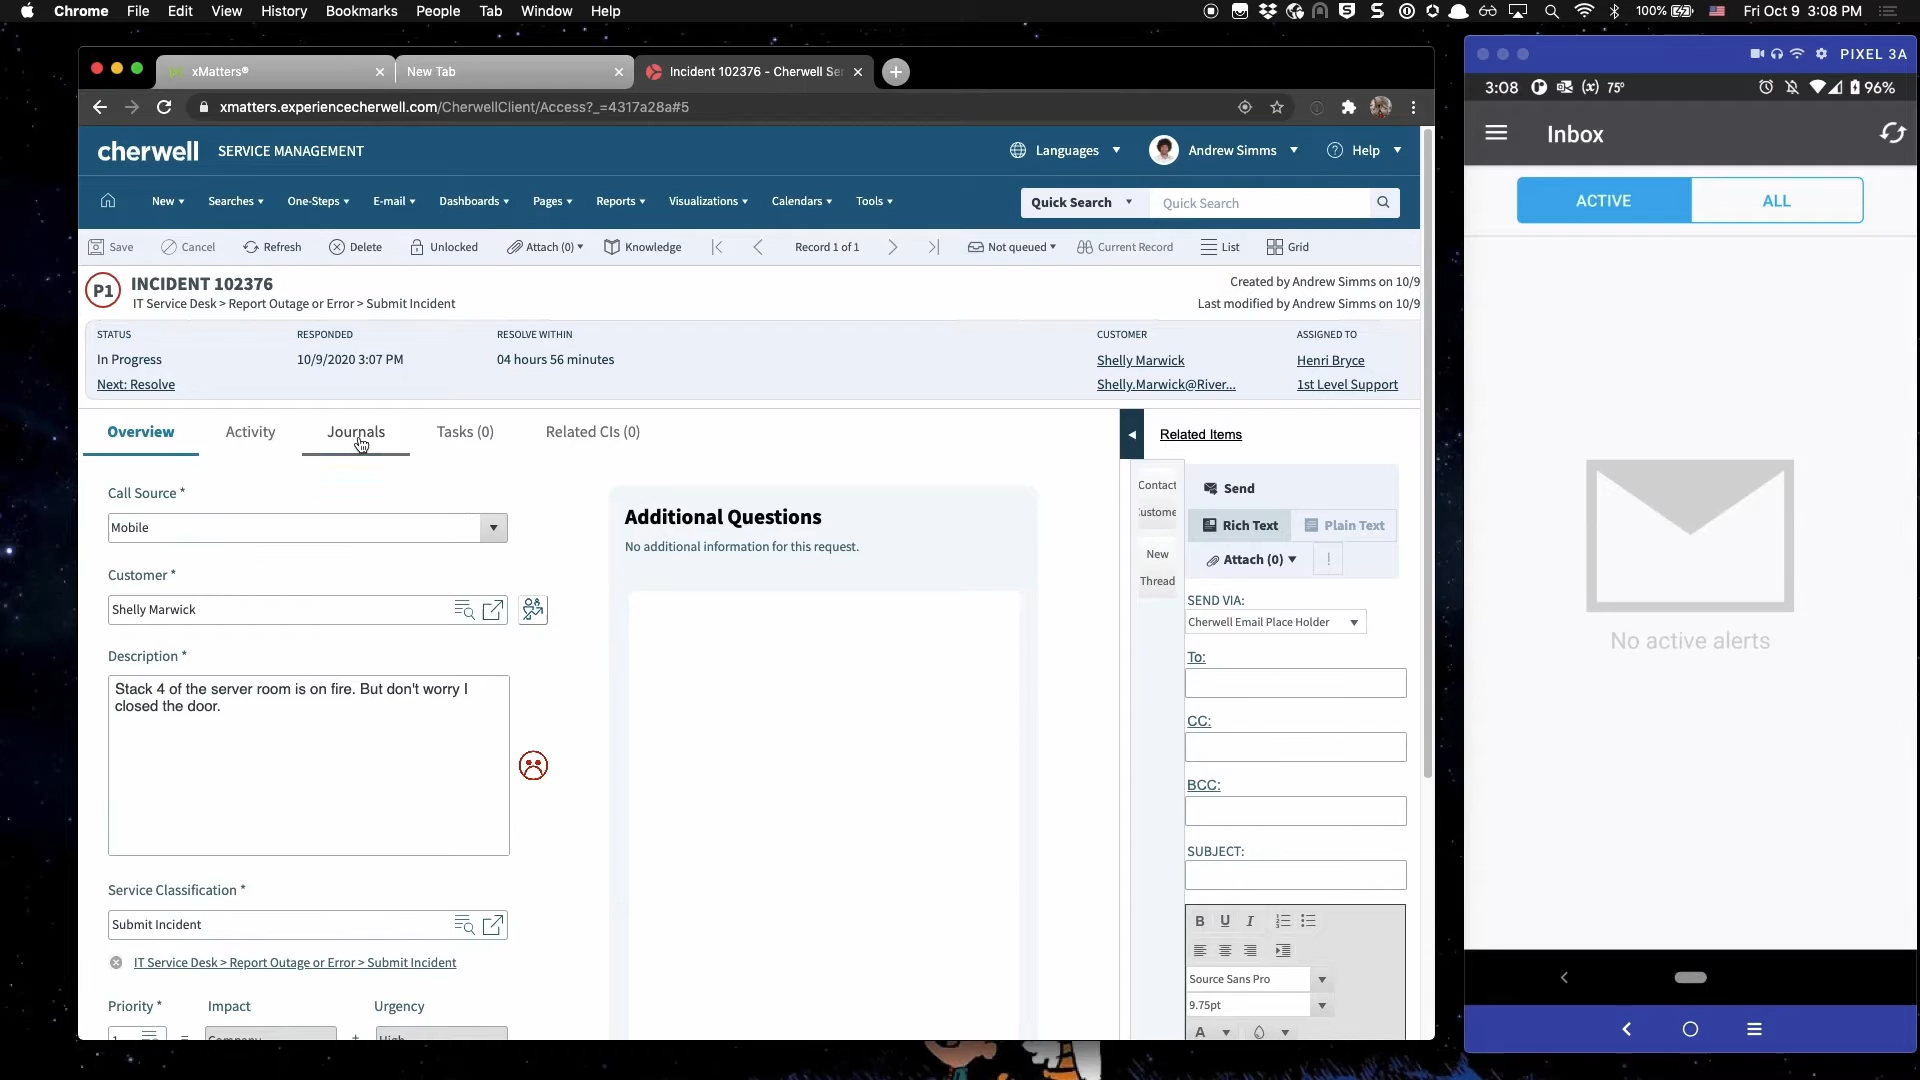 Chrome File Edit View History Bookmarks People Tab Window Help
100% Fri Oct 9 3:08 PM
xMatters®
New Tab
Incident 102376 - Cherwell Ser
xmatters.experiencecherwell.com/CherwellClient/Access?_=4317a28a#5
cherwell SERVICE MANAGEMENT
Languages Andrew Simms Help
New Searches One-Steps E-mail Dashboards Pages Reports Visualizations Calendars Tools
Quick Search Quick Search
Save Cancel Refresh Delete Unlocked Attach (0) Knowledge Record 1 of 1 Not queued Current Record List Grid
P1 INCIDENT 102376
IT Service Desk > Report Outage or Error > Submit Incident
Created by Andrew Simms on 10/9
Last modified by Andrew Simms on 10/9
STATUS RESPONDED RESOLVE WITHIN CUSTOMER ASSIGNED TO
In Progress 10/9/2020 3:07 PM 04 hours 56 minutes Shelly Marwick Henri Bryce
Next: Resolve Shelly.Marwick@River... 1st Level Support
Overview Activity Journals Tasks (0) Related CIs (0)
Call Source *
Mobile
Customer *
Shelly Marwick
Description *
Stack 4 of the server room is on fire. But don't worry I
closed the door.
Service Classification *
Submit Incident
IT Service Desk > Report Outage or Error > Submit Incident
Priority * Impact Urgency
1 = Company + High
Additional Questions
No additional information for this request.
Related Items
Contact
Custome
New
Thread
Send
Rich Text Plain Text
Attach (0) !
SEND VIA:
Cherwell Email Place Holder
To:
CC:
BCC:
SUBJECT:
B U I
Source Sans Pro
9.75pt
A
PIXEL 3A
3:08 75° 96%
Inbox
ACTIVE ALL
No active alerts